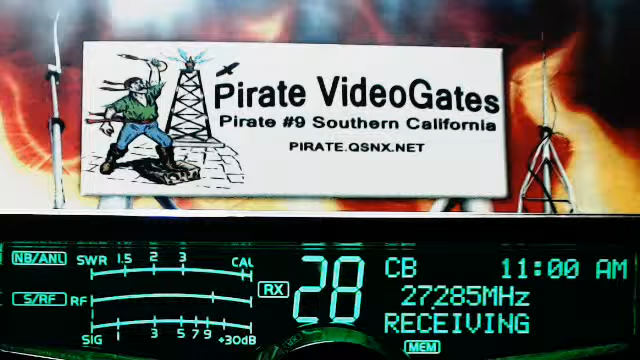 Pirate VideoGates
Pirate #9 Southern California
PIRATE.QSNX.NET
NB/ANL SWR 1.5 2 3 CAL
S/RF RF
SIG 3 5 7 9 +30dB
RX 28
CB 11:00 AM
27285MHz
RECEIVING
MEM